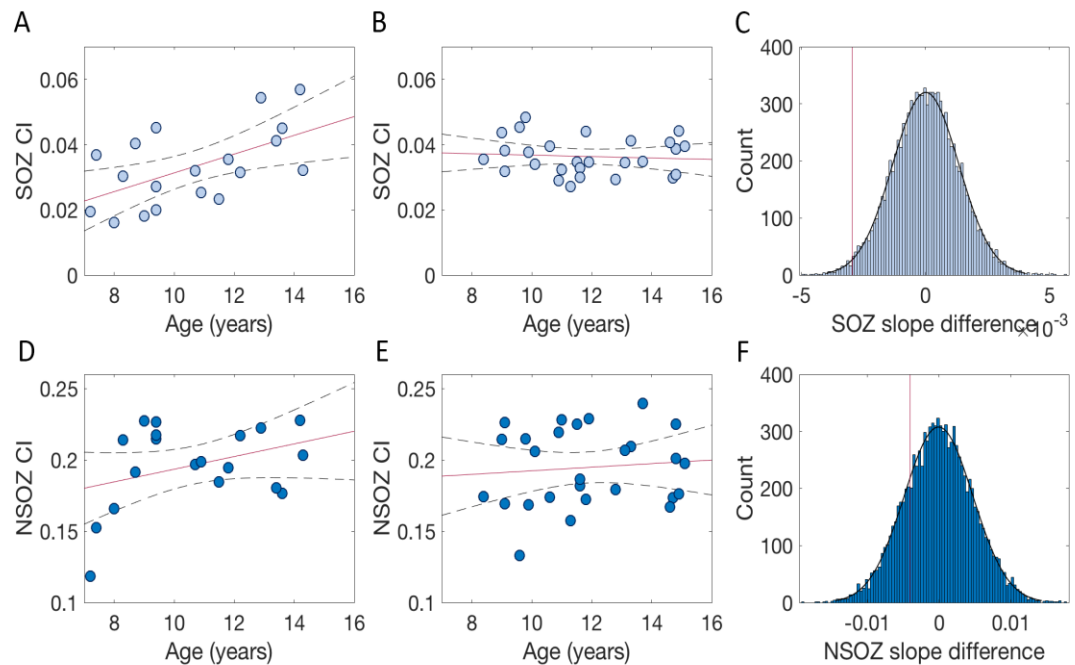 A
B
C
SOZ CI
0.06
0.04
0.02
0
8 10 12 14 16
Age (years)
SOZ CI
0.06
0.04
0.02
0
8 10 12 14 16
Age (years)
Count
400
300
200
100
0
-5 0 5
×10⁻³
SOZ slope difference
D
E
F
NSOZ CI
0.25
0.2
0.15
0.1
8 10 12 14 16
Age (years)
NSOZ CI
0.25
0.2
0.15
0.1
8 10 12 14 16
Age (years)
Count
400
300
200
100
0
-0.01 0 0.01
NSOZ slope difference